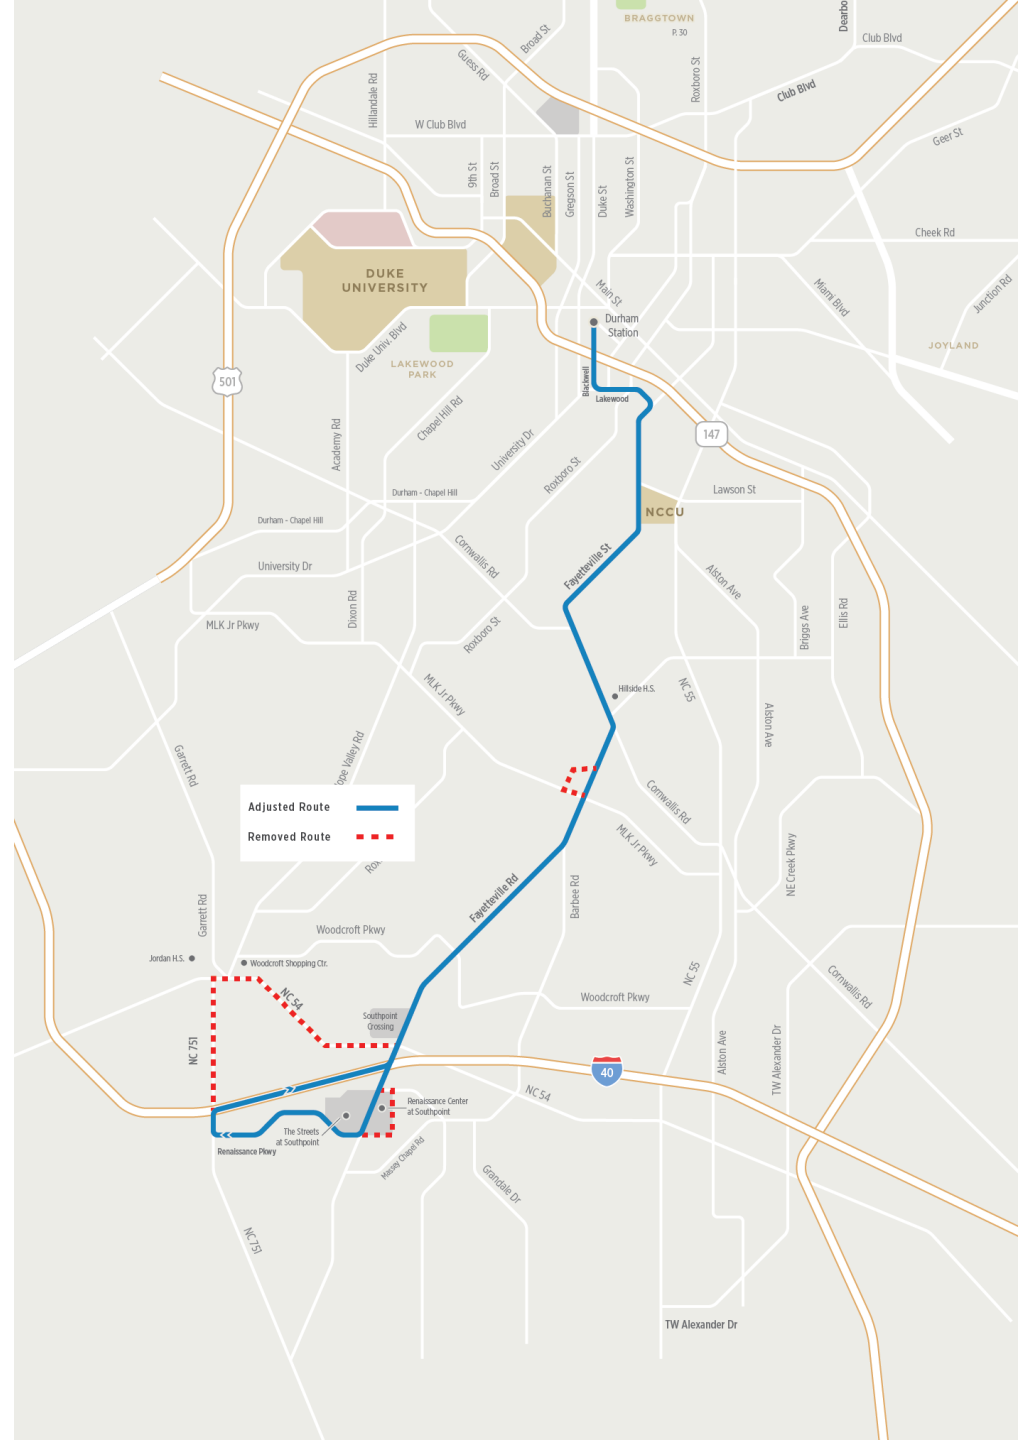 BRAGGTOWN
P. 30
Dearbo
Club Blvd
Broad St
Guess Rd
Roxboro St
Club Blvd
Hillandale Rd
W Club Blvd
Geer St
9th St
Broad St
Buchanan St
Gregson St
Duke St
Washington St
Cheek Rd
DUKE
UNIVERSITY
Main St
Miami Blvd
Junction Rd
Durham
Station
Duke Univ. Blvd
JOYLAND
LAKEWOOD
PARK
501
Blackwell
Lakewood
Chapel Hill Rd
147
Academy Rd
University Dr
Roxboro St
Durham - Chapel Hill
Lawson St
NCCU
Durham - Chapel Hill
Cornwallis Rd
Fayetteville St
University Dr
Alston Ave
Dixon Rd
Briggs Ave
Ellis Rd
MLK Jr Pkwy
Roxboro St
Hillside H.S.
MLK Jr Pkwy
NC 55
Alston Ave
Garrett Rd
ope Valley Rd
Cornwallis Rd
Adjusted Route
Removed Route
MLK Jr Pkwy
NE Creek Pkwy
Rox
Fayetteville Rd
Barbee Rd
Garrett Rd
Woodcroft Pkwy
Jordan H.S.
Woodcroft Shopping Ctr.
NC 54
NC 55
Cornwallis Rd
Woodcroft Pkwy
Southpoint
Crossing
NC 751
Alston Ave
TW Alexander Dr
40
NC 54
Renaissance Center
at Southpoint
The Streets
at Southpoint
Renaissance Pkwy
Massey Chapel Rd
Grandale Dr
NC 751
TW Alexander Dr